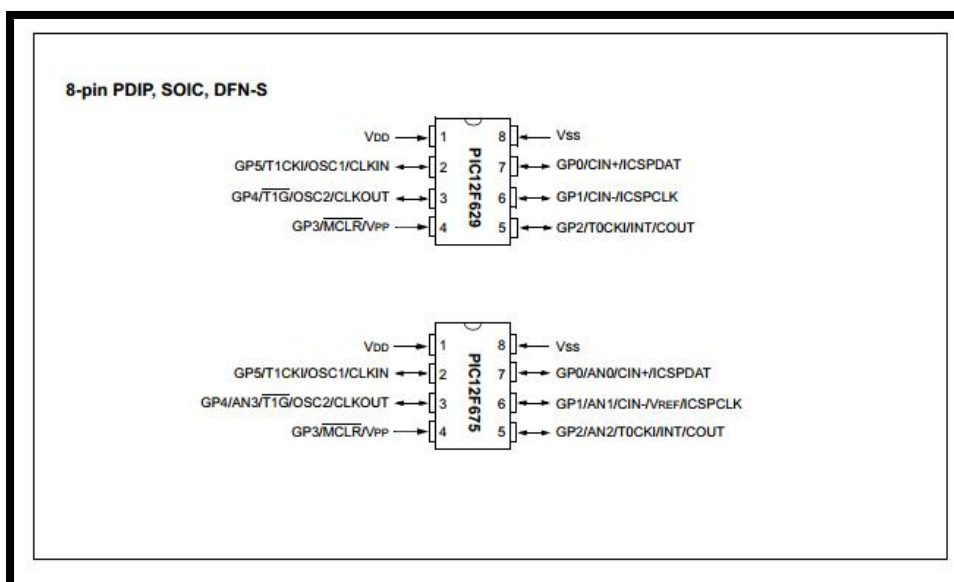 8-pin PDIP, SOIC, DFN-S
VDD 1 8 VSS
GP5/T1CKI/OSC1/CLKIN 2 7 GP0/CIN+/ICSPDAT
GP4/T1G/OSC2/CLKOUT 3 6 GP1/CIN-/ICSPCLK
GP3/MCLR/VPP 4 5 GP2/T0CKI/INT/COUT
PIC12F629
VDD 1 8 VSS
GP5/T1CKI/OSC1/CLKIN 2 7 GP0/AN0/CIN+/ICSPDAT
GP4/AN3/T1G/OSC2/CLKOUT 3 6 GP1/AN1/CIN-/VREF/ICSPCLK
GP3/MCLR/VPP 4 5 GP2/AN2/T0CKI/INT/COUT
PIC12F675